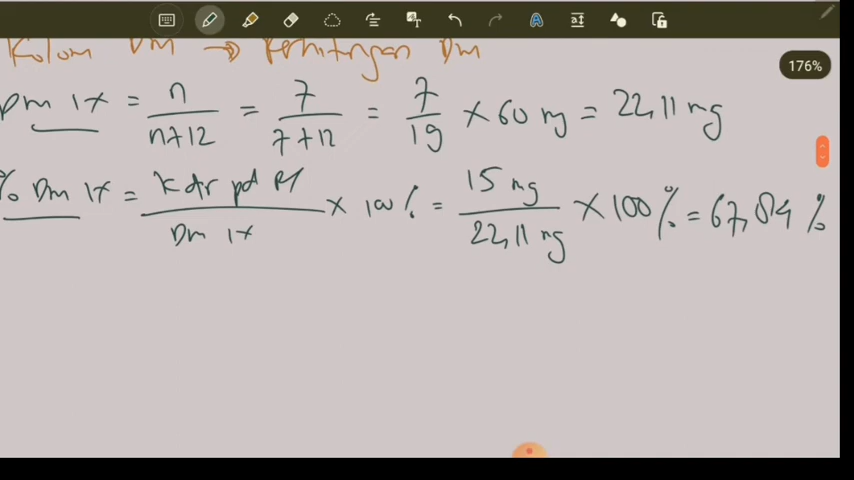 176%
Kolom DM → Perhitungan DM
Dm 1x = n / n+12 = 7 / 7+12 = 7 / 19 × 60 mg = 22,11 mg
% Dm 1x = kdr pd R/ / Dm 1x × 100% = 15 mg / 22,11 mg × 100% = 67,84 %